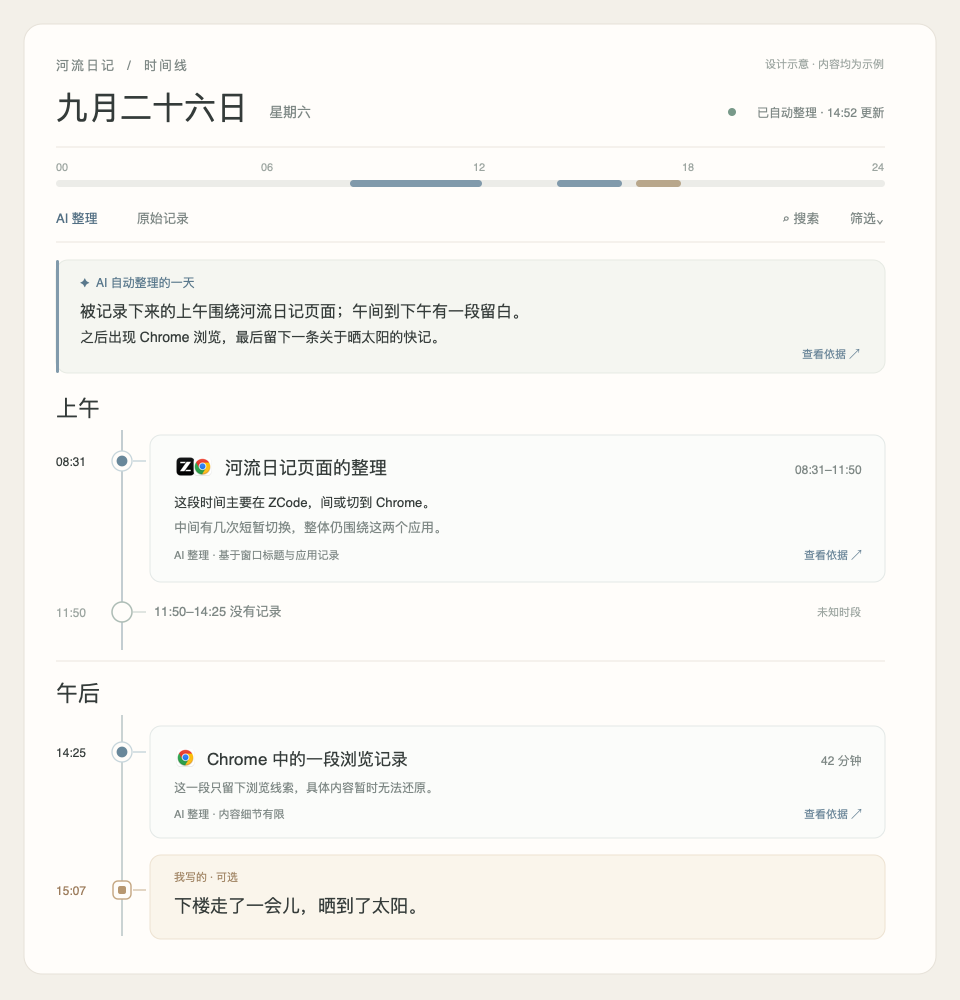 河流日记 / 时间线
设计示意 · 内容均为示例
九月二十六日 星期六
已自动整理 · 14:52 更新
00 06 12 18 24
AI 整理 原始记录
搜索 筛选
AI 自动整理的一天
被记录下来的上午围绕河流日记页面；午间到下午有一段留白。
之后出现 Chrome 浏览，最后留下一条关于晒太阳的快记。
查看依据 ↗
上午
08:31
Z 河流日记页面的整理
08:31–11:50
这段时间主要在 ZCode，间或切到 Chrome。
中间有几次短暂切换，整体仍围绕这两个应用。
AI 整理 · 基于窗口标题与应用记录
查看依据 ↗
11:50
11:50–14:25 没有记录
未知时段
午后
14:25
Chrome 中的一段浏览记录
42 分钟
这一段只留下浏览线索，具体内容暂时无法还原。
AI 整理 · 内容细节有限
查看依据 ↗
15:07
我写的 · 可选
下楼走了一会儿，晒到了太阳。